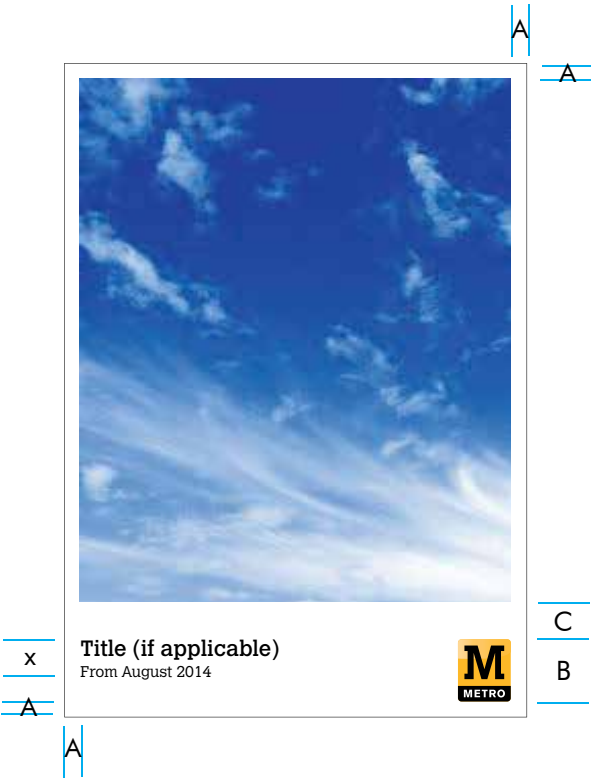 A
A
C
Title (if applicable)
From August 2014
x
M
METRO
B
A
A